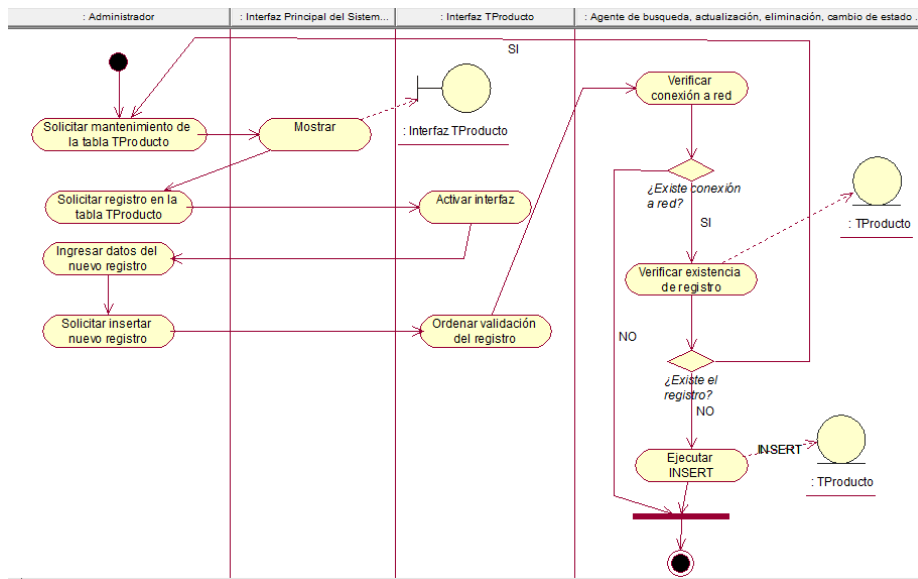 : Administrador
: Interfaz Principal del Sistem...
: Interfaz TProducto
: Agente de busqueda, actualización, eliminación, cambio de estado ...
SI
Solicitar mantenimiento de
la tabla TProducto
Mostrar
: Interfaz TProducto
Verificar
conexión a red
¿Existe conexión
a red?
SI
: TProducto
Solicitar registro en la
tabla TProducto
Activar interfaz
Ingresar datos del
nuevo registro
Verificar existencia
de registro
Solicitar insertar
nuevo registro
Ordenar validación
del registro
NO
¿Existe el
registro?
NO
Ejecutar
INSERT
INSERT
: TProducto